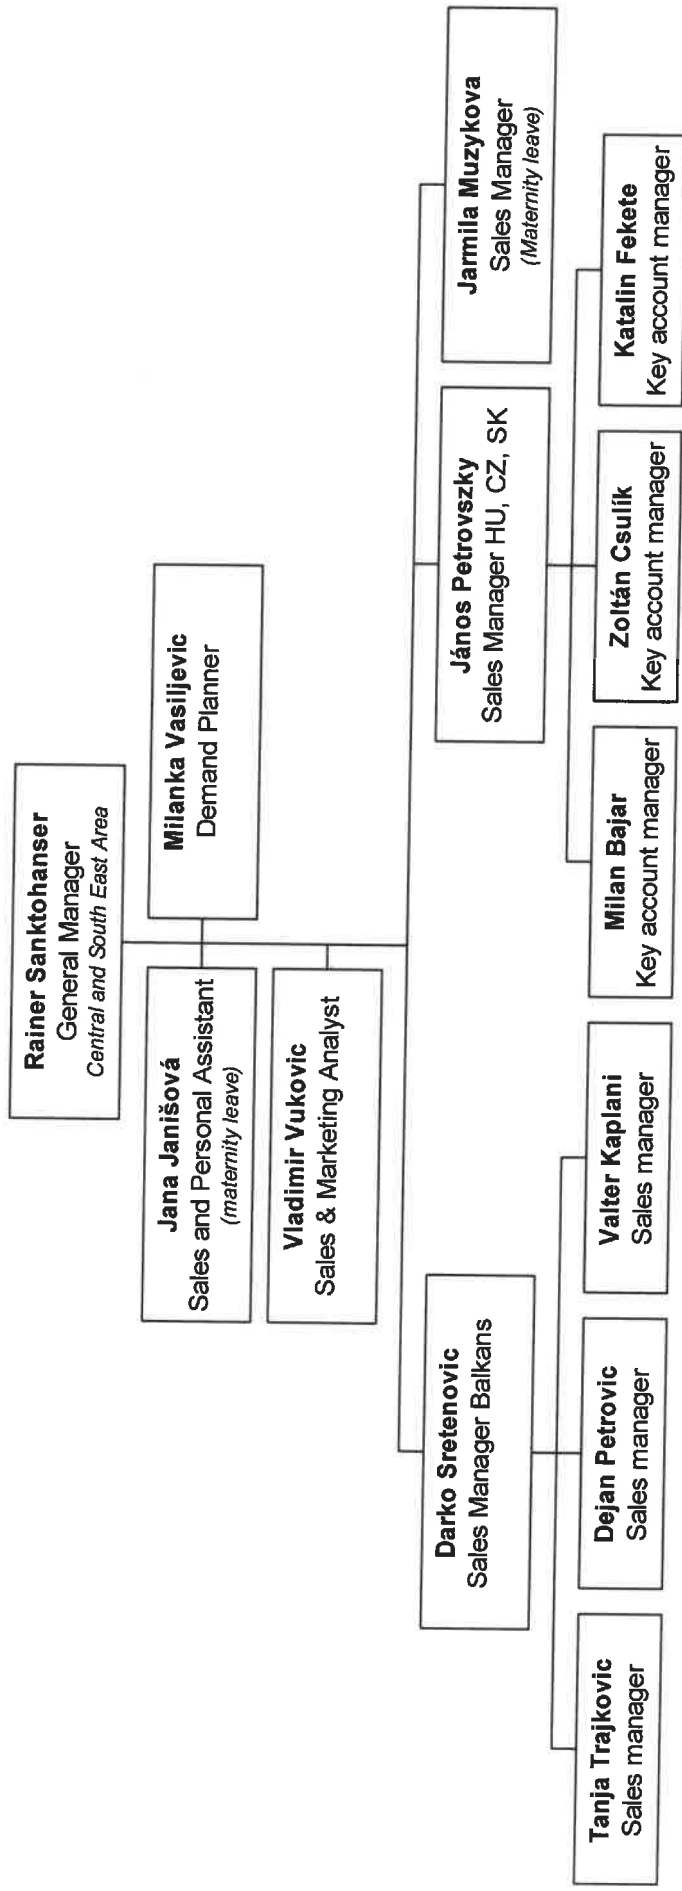 Rainer Sanktohanser
General Manager
Central and South East Area
Jana Janišová
Sales and Personal Assistant
(maternity leave)
Milanka Vasiljevic
Demand Planner
Vladimir Vukovic
Sales & Marketing Analyst
Darko Sretenovic
Sales Manager Balkans
János Petrovszky
Sales Manager HU, CZ, SK
Jarmila Muzykova
Sales Manager
(Maternity leave)
Tanja Trajkovic
Sales manager
Dejan Petrovic
Sales manager
Valter Kaplani
Sales manager
Milan Bajar
Key account manager
Zoltán Csulík
Key account manager
Katalin Fekete
Key account manager